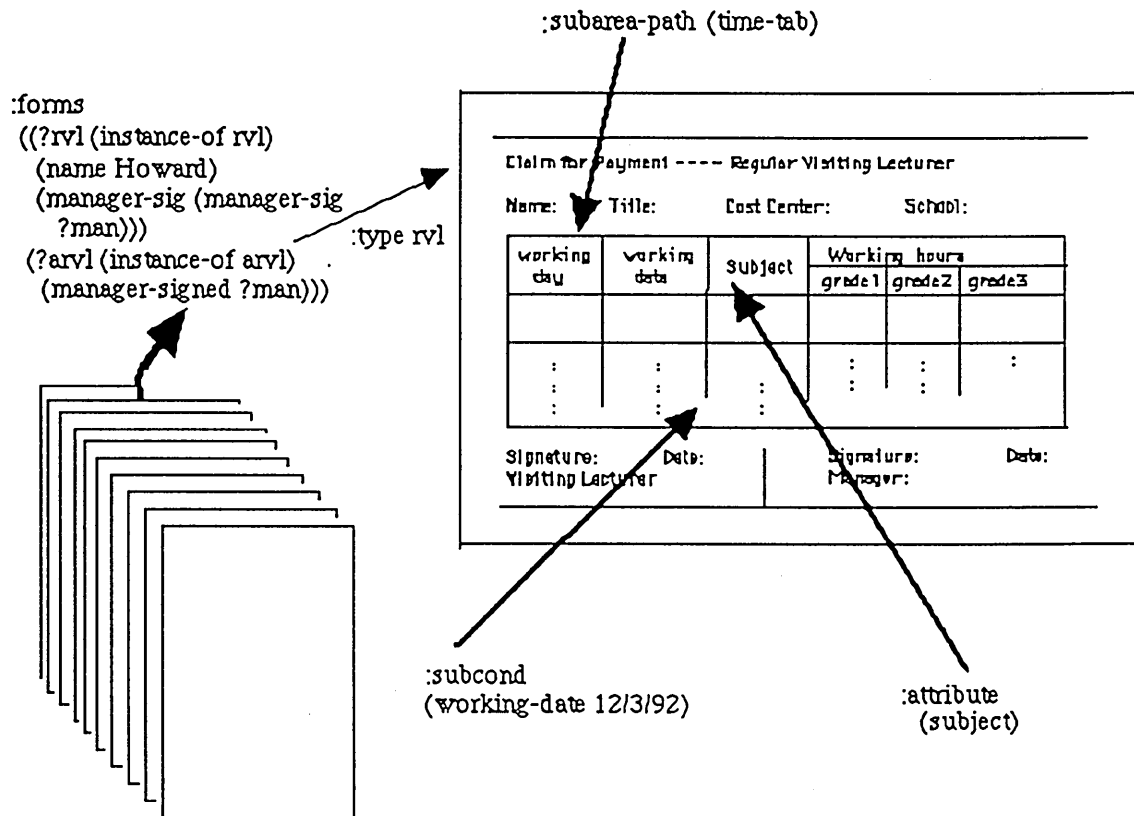 :subarea-path (time-tab)
:forms
((?rvl (instance-of rvl)
(name Howard)
(manager-sig (manager-sig
?man)))
(?arvl (instance-of arvl)
(manager-signed ?man)))
:type rvl
Claim for Payment ---- Regular Visiting Lecturer
Name: Title: Cost Center: School:
working day
working date
subject
Working hours
grade1 grade2 grade3
Signature: Date: Signature: Date:
Visiting Lecturer Manager:
:subcond
(working-date 12/3/92)
:attribute
(subject)